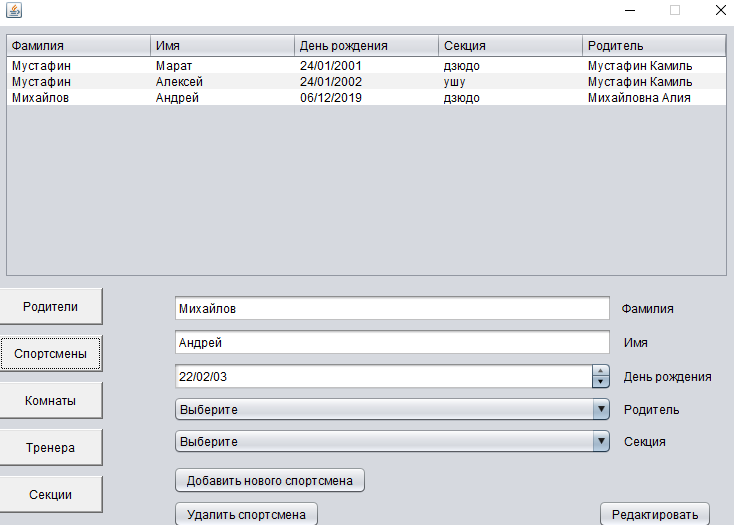 Фамилия Имя День рождения Секция Родитель
Мустафин Марат 24/01/2001 дзюдо Мустафин Камиль
Мустафин Алексей 24/01/2002 ушу Мустафин Камиль
Михайлов Андрей 06/12/2019 дзюдо Михайловна Алия
Родители
Михайлов Фамилия
Спортсмены
Андрей Имя
22/02/03 День рождения
Комнаты
Выберите Родитель
Тренера
Выберите Секция
Секции
Добавить нового спортсмена
Удалить спортсмена Редактировать